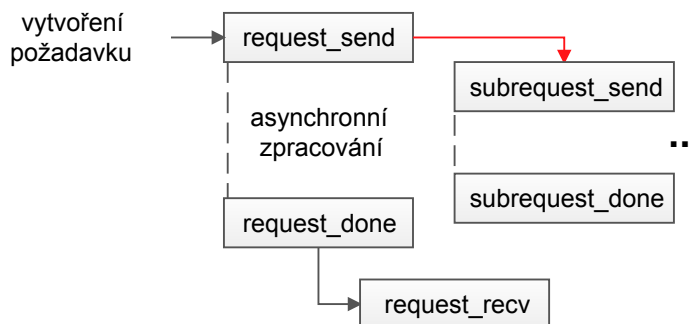 vytvoření
požadavku
request_send
subrequest_send
asynchronní
zpracování
..
subrequest_done
request_done
request_recv